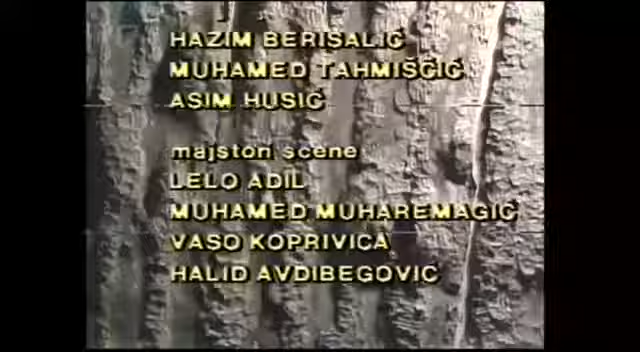 HAZIM BERISALIĆ
MUHAMED TAHMIŠČIĆ
ASIM HUSIĆ
majstori scene
LELO ADIL
MUHAMED MUHAREMAGIĆ
VASO KOPRIVICA
HALID AVDIBEGOVIĆ